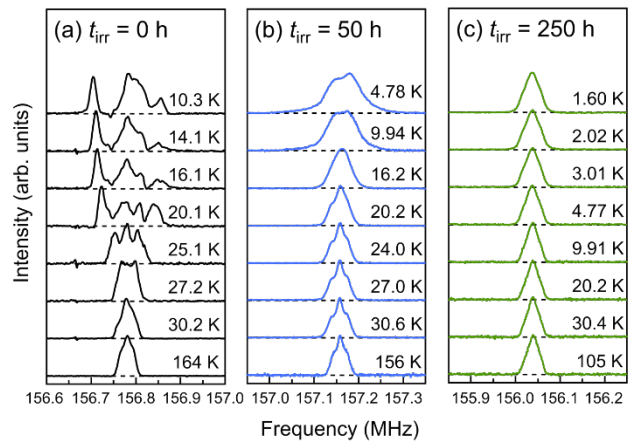 (a) t_irr = 0 h
10.3 K
14.1 K
16.1 K
20.1 K
25.1 K
27.2 K
30.2 K
164 K
156.6 156.7 156.8 156.9 157.0
(b) t_irr = 50 h
4.78 K
9.94 K
16.2 K
20.2 K
24.0 K
27.0 K
30.6 K
156 K
157.0 157.1 157.2 157.3
(c) t_irr = 250 h
1.60 K
2.02 K
3.01 K
4.77 K
9.91 K
20.2 K
30.4 K
105 K
155.9 156.0 156.1 156.2
Intensity (arb. units)
Frequency (MHz)